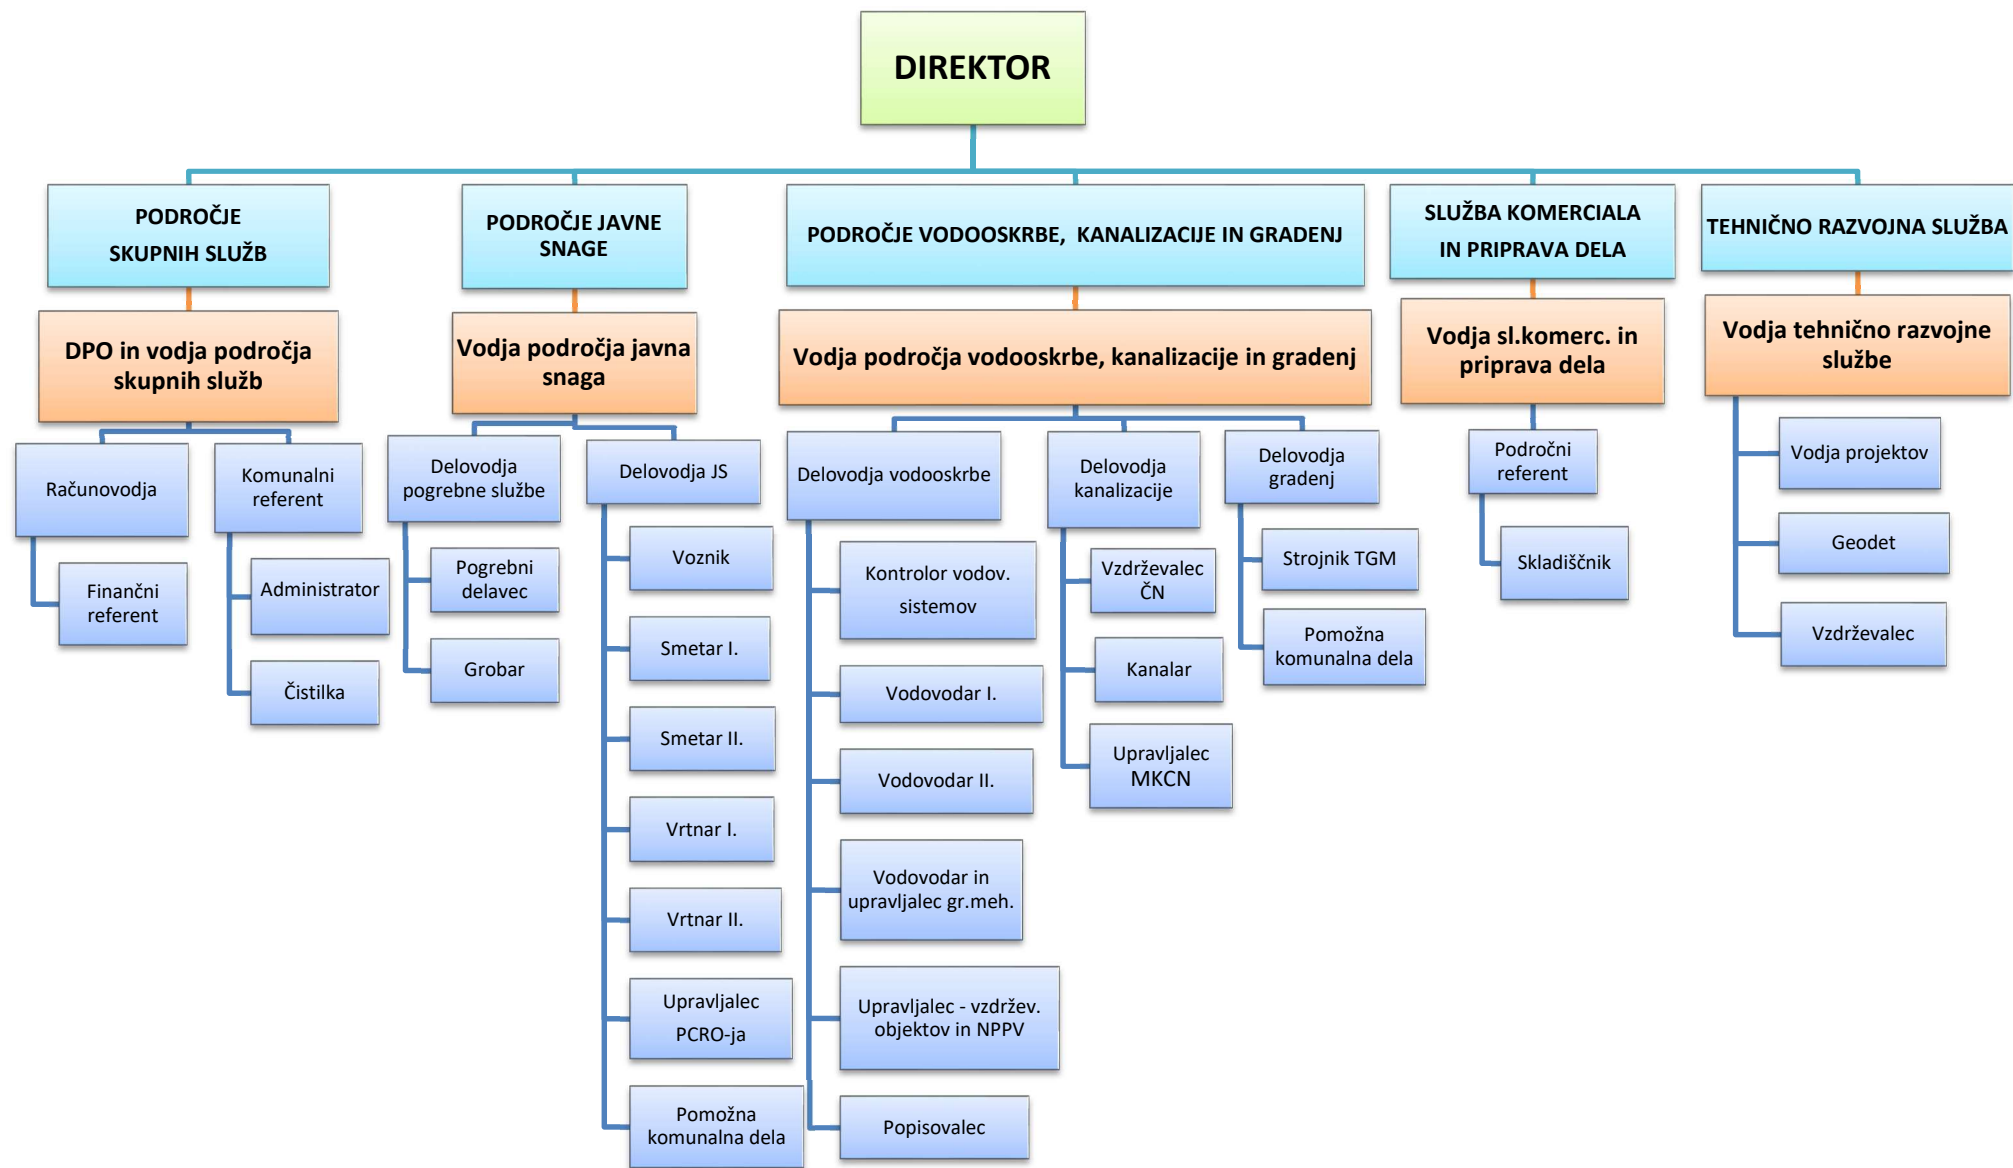 DIREKTOR
PODROČJE
SKUPNIH SLUŽB
PODROČJE JAVNE
SNAGE
PODROČJE VODOOSKRBE, KANALIZACIJE IN GRADENJ
SLUŽBA KOMERCIALA
IN PRIPRAVA DELA
TEHNIČNO RAZVOJNA SLUŽBA
DPO in vodja področja
skupnih služb
Vodja področja javna
snaga
Vodja področja vodooskrbe, kanalizacije in gradenj
Vodja sl.komerc. in
priprava dela
Vodja tehnično razvojne
službe
Računovodja
Finančni
referent
Komunalni
referent
Administrator
Čistilka
Delovodja
pogrebne službe
Pogrebni
delavec
Grobar
Delovodja JS
Voznik
Smetar I.
Smetar II.
Vrtnar I.
Vrtnar II.
Upravljalec
PCRO-ja
Pomožna
komunalna dela
Delovodja vodooskrbe
Kontrolor vodov.
sistemov
Vodovodar I.
Vodovodar II.
Vodovodar in
upravljalec gr.meh.
Upravljalec - vzdržev.
objektov in NPPV
Popisovalec
Delovodja
kanalizacije
Vzdrževalec
ČN
Kanalar
Upravljalec
MKCN
Delovodja
gradenj
Strojnik TGM
Pomožna
komunalna dela
Področni
referent
Skladiščnik
Vodja projektov
Geodet
Vzdrževalec